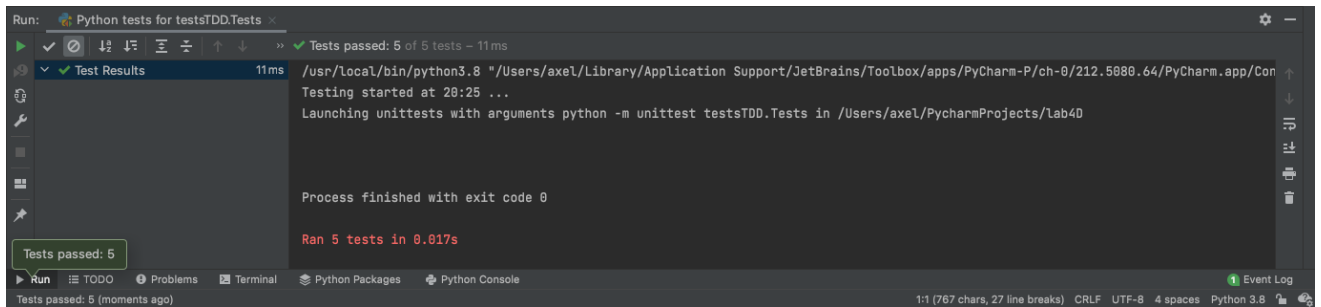 Run: Python tests for testsTDD.Tests ×
» Tests passed: 5 of 5 tests – 11 ms
Test Results 11 ms
/usr/local/bin/python3.8 "/Users/axel/Library/Application Support/JetBrains/Toolbox/apps/PyCharm-P/ch-0/212.5080.64/PyCharm.app/Con
Testing started at 20:25 ...
Launching unittests with arguments python -m unittest testsTDD.Tests in /Users/axel/PycharmProjects/lab4D
Process finished with exit code 0
Ran 5 tests in 0.017s
Tests passed: 5
Run TODO Problems Terminal Python Packages Python Console 1 Event Log
Tests passed: 5 (moments ago) 1:1 (767 chars, 27 line breaks) CRLF UTF-8 4 spaces Python 3.8